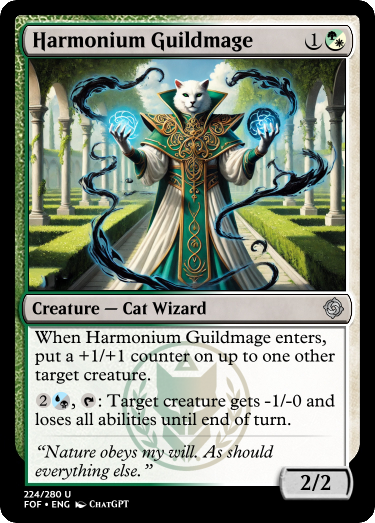 Harmonium Guildmage 1
Creature — Cat Wizard
When Harmonium Guildmage enters,
put a +1/+1 counter on up to one other
target creature.
2, : Target creature gets -1/-0 and
loses all abilities until end of turn.
“Nature obeys my will. As should
everything else.”
2/2
224/280 U
FOF • ENG ChatGPT